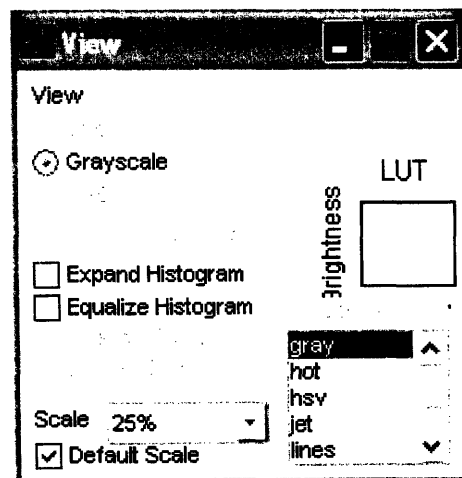 View
View
Grayscale
LUT
Brightness
Expand Histogram
Equalize Histogram
gray
hot
hsv
jet
lines
Scale 25%
Default Scale